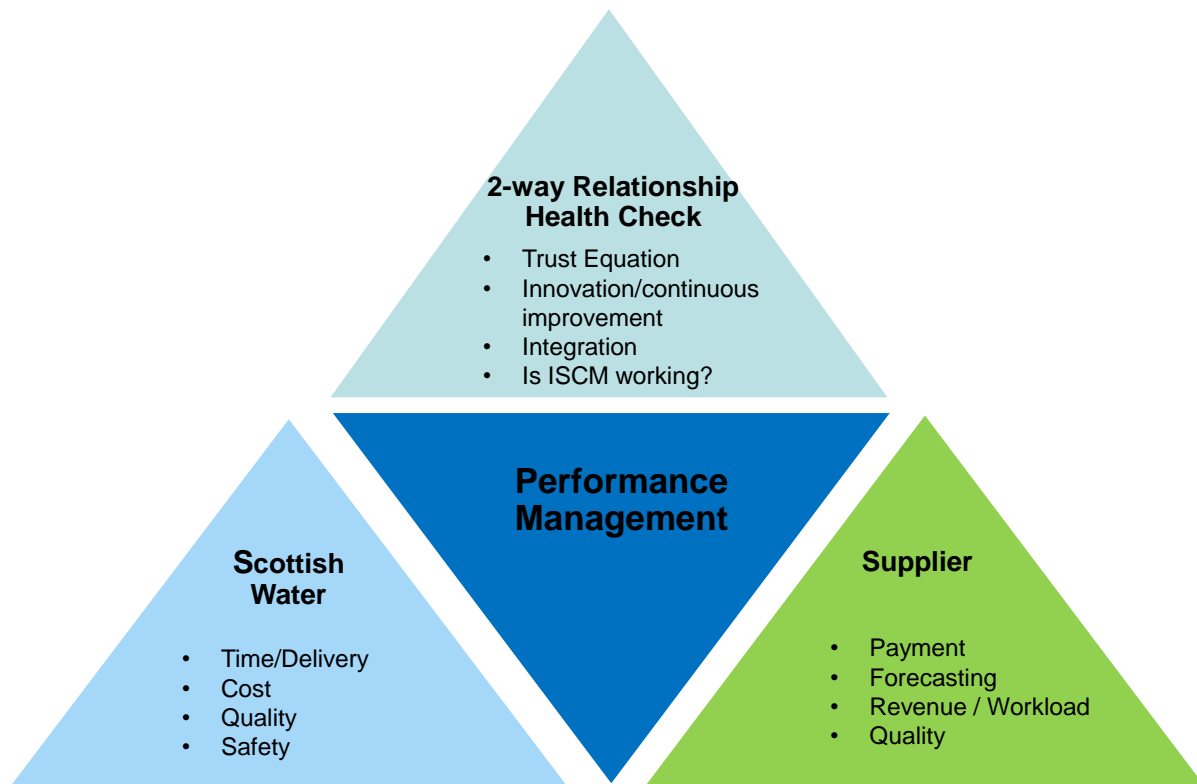 2-way Relationship
Health Check
• Trust Equation
• Innovation/continuous
improvement
• Integration
• Is ISCM working?
Performance
Management
Scottish
Water
• Time/Delivery
• Cost
• Quality
• Safety
Supplier
• Payment
• Forecasting
• Revenue / Workload
• Quality